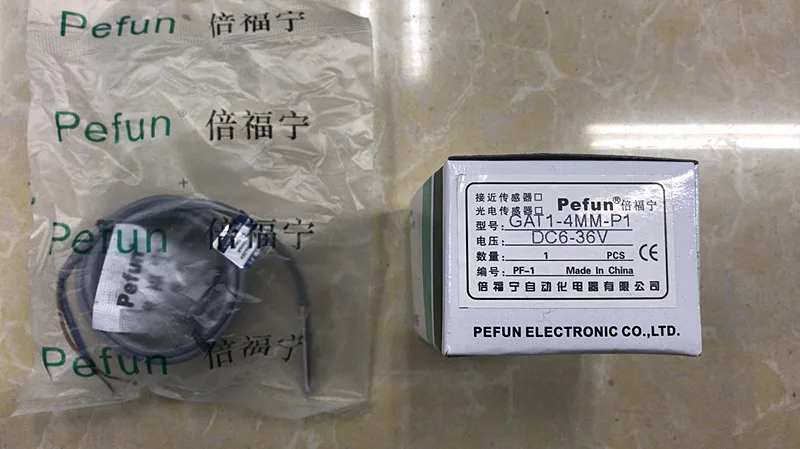 Pefun® 倍福宁
Pefun® 倍福宁
Pefun 倍福宁
Pefun
Pefun® 倍福宁
接近传感器□
光电传感器□
Pefun®倍福宁
型号: GAT1-4MM-P1
电压: DC6-36V
数量: 1 PCS
CE
编号: PF-1 Made In China
倍福宁自动化电器有限公司
PEFUN ELECTRONIC CO.,LTD.